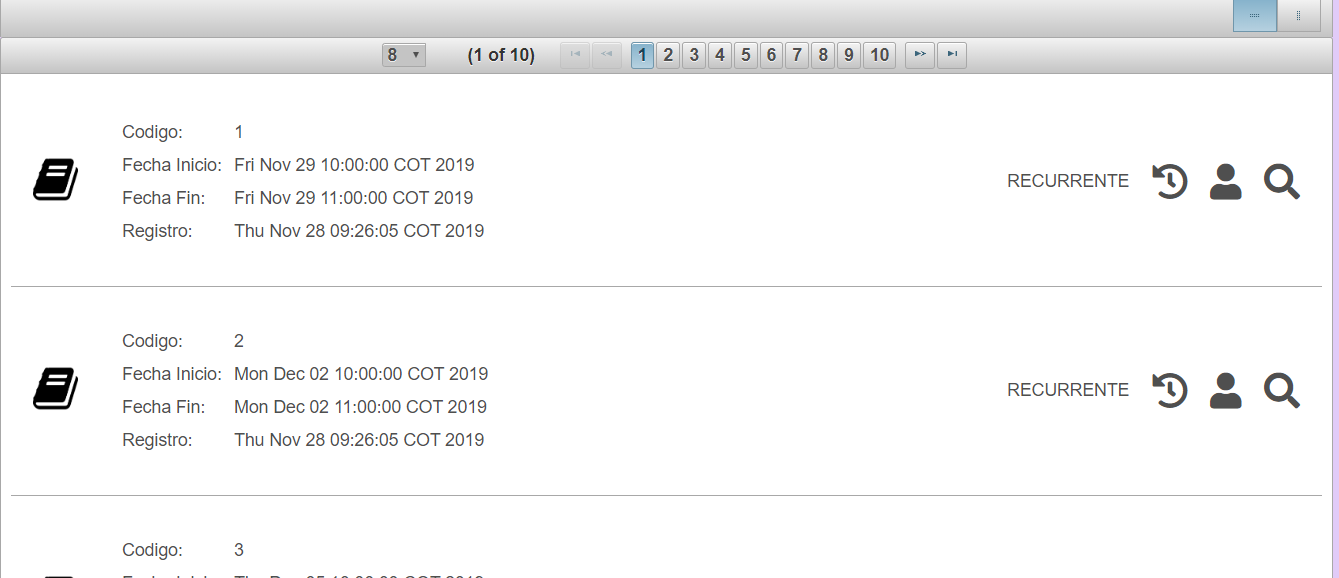 8 (1 of 10) 1 2 3 4 5 6 7 8 9 10
Codigo: 1
Fecha Inicio: Fri Nov 29 10:00:00 COT 2019
Fecha Fin: Fri Nov 29 11:00:00 COT 2019
Registro: Thu Nov 28 09:26:05 COT 2019
RECURRENTE
Codigo: 2
Fecha Inicio: Mon Dec 02 10:00:00 COT 2019
Fecha Fin: Mon Dec 02 11:00:00 COT 2019
Registro: Thu Nov 28 09:26:05 COT 2019
RECURRENTE
Codigo: 3